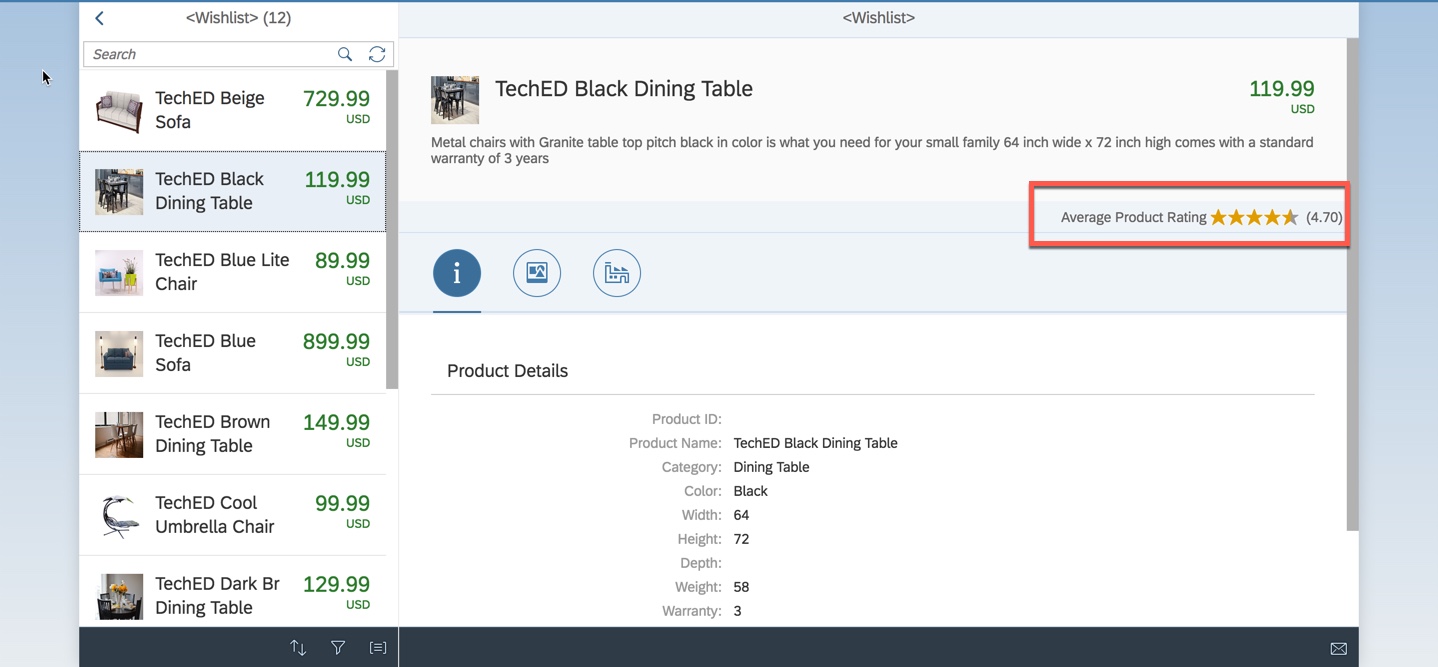 <Wishlist> (12)
Search
TechED Beige
Sofa
729.99
USD
TechED Black
Dining Table
119.99
USD
TechED Blue Lite
Chair
89.99
USD
TechED Blue
Sofa
899.99
USD
TechED Brown
Dining Table
149.99
USD
TechED Cool
Umbrella Chair
99.99
USD
TechED Dark Br
Dining Table
129.99
USD
<Wishlist>
TechED Black Dining Table
119.99
USD
Metal chairs with Granite table top pitch black in color is what you need for your small family 64 inch wide x 72 inch high comes with a standard
warranty of 3 years
Average Product Rating (4.70)
Product Details
Product ID:
Product Name: TechED Black Dining Table
Category: Dining Table
Color: Black
Width: 64
Height: 72
Depth:
Weight: 58
Warranty: 3